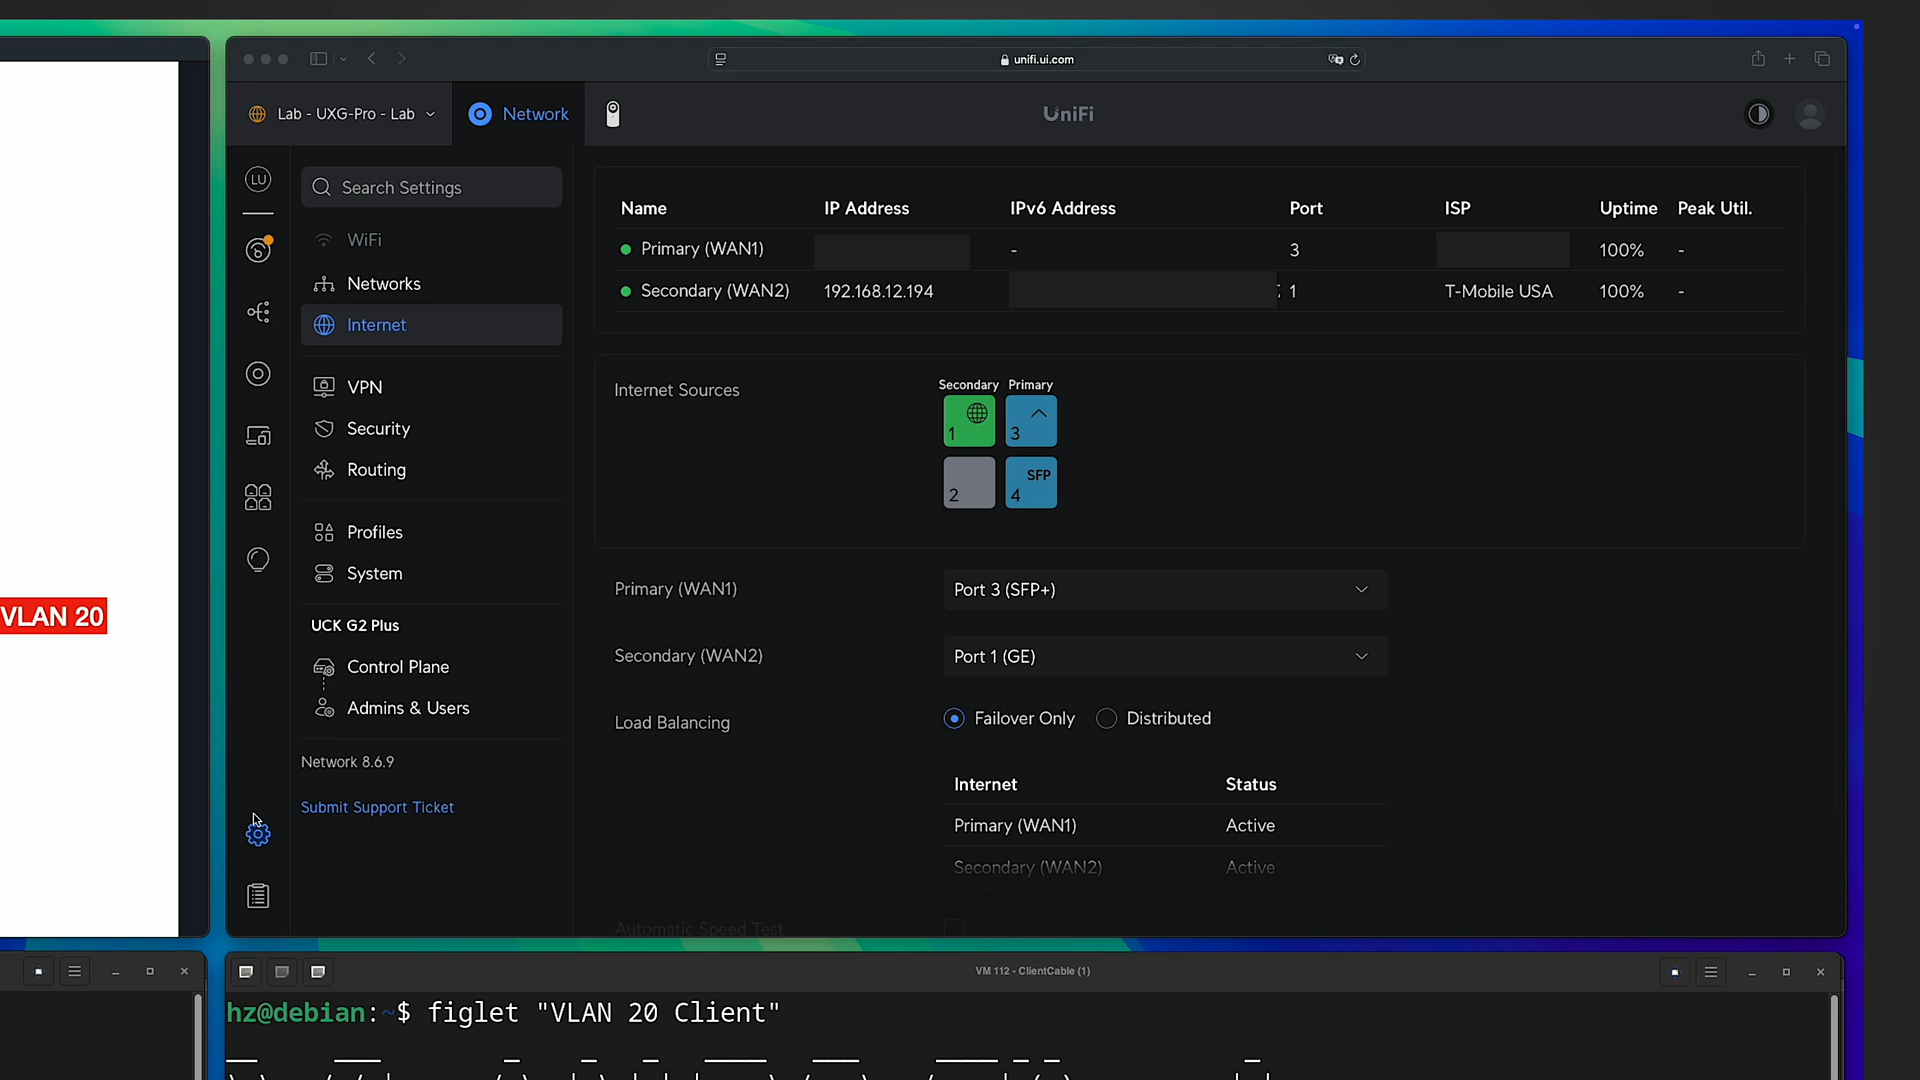 unifi.ui.com
Lab - UXG-Pro - Lab
Network
UniFi
LU
Search Settings
WiFi
Networks
Internet
VPN
Security
Routing
Profiles
System
UCK G2 Plus
Control Plane
Admins & Users
Network 8.6.9
Submit Support Ticket
Name IP Address IPv6 Address Port ISP Uptime Peak Util.
Primary (WAN1) - 3 100% -
Secondary (WAN2) 192.168.12.194 1 T-Mobile USA 100% -
Internet Sources
Secondary Primary
1 3
2 SFP 4
Primary (WAN1) Port 3 (SFP+)
Secondary (WAN2) Port 1 (GE)
Load Balancing Failover Only Distributed
Internet Status
Primary (WAN1) Active
Secondary (WAN2) Active
Automatic Speed Test
VLAN 20
VM 112 - ClientCable (1)
hz@debian:~$ figlet "VLAN 20 Client"